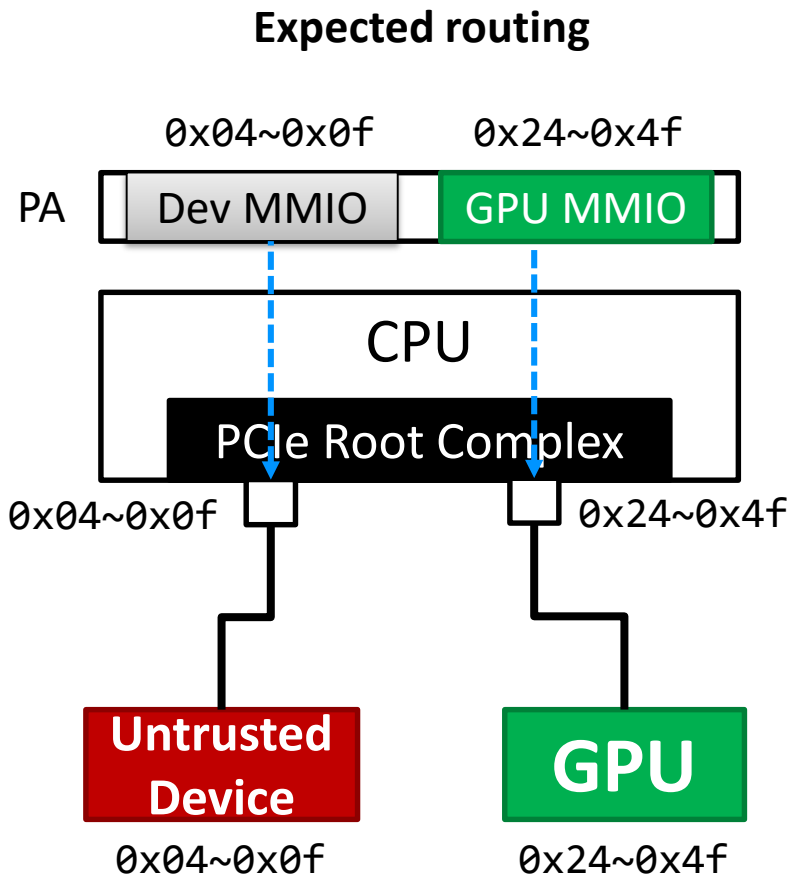 Expected routing
0x04~0x0f
0x24~0x4f
PA
Dev MMIO
GPU MMIO
CPU
PCIe Root Complex
0x04~0x0f
0x24~0x4f
Untrusted
Device
GPU
0x04~0x0f
0x24~0x4f